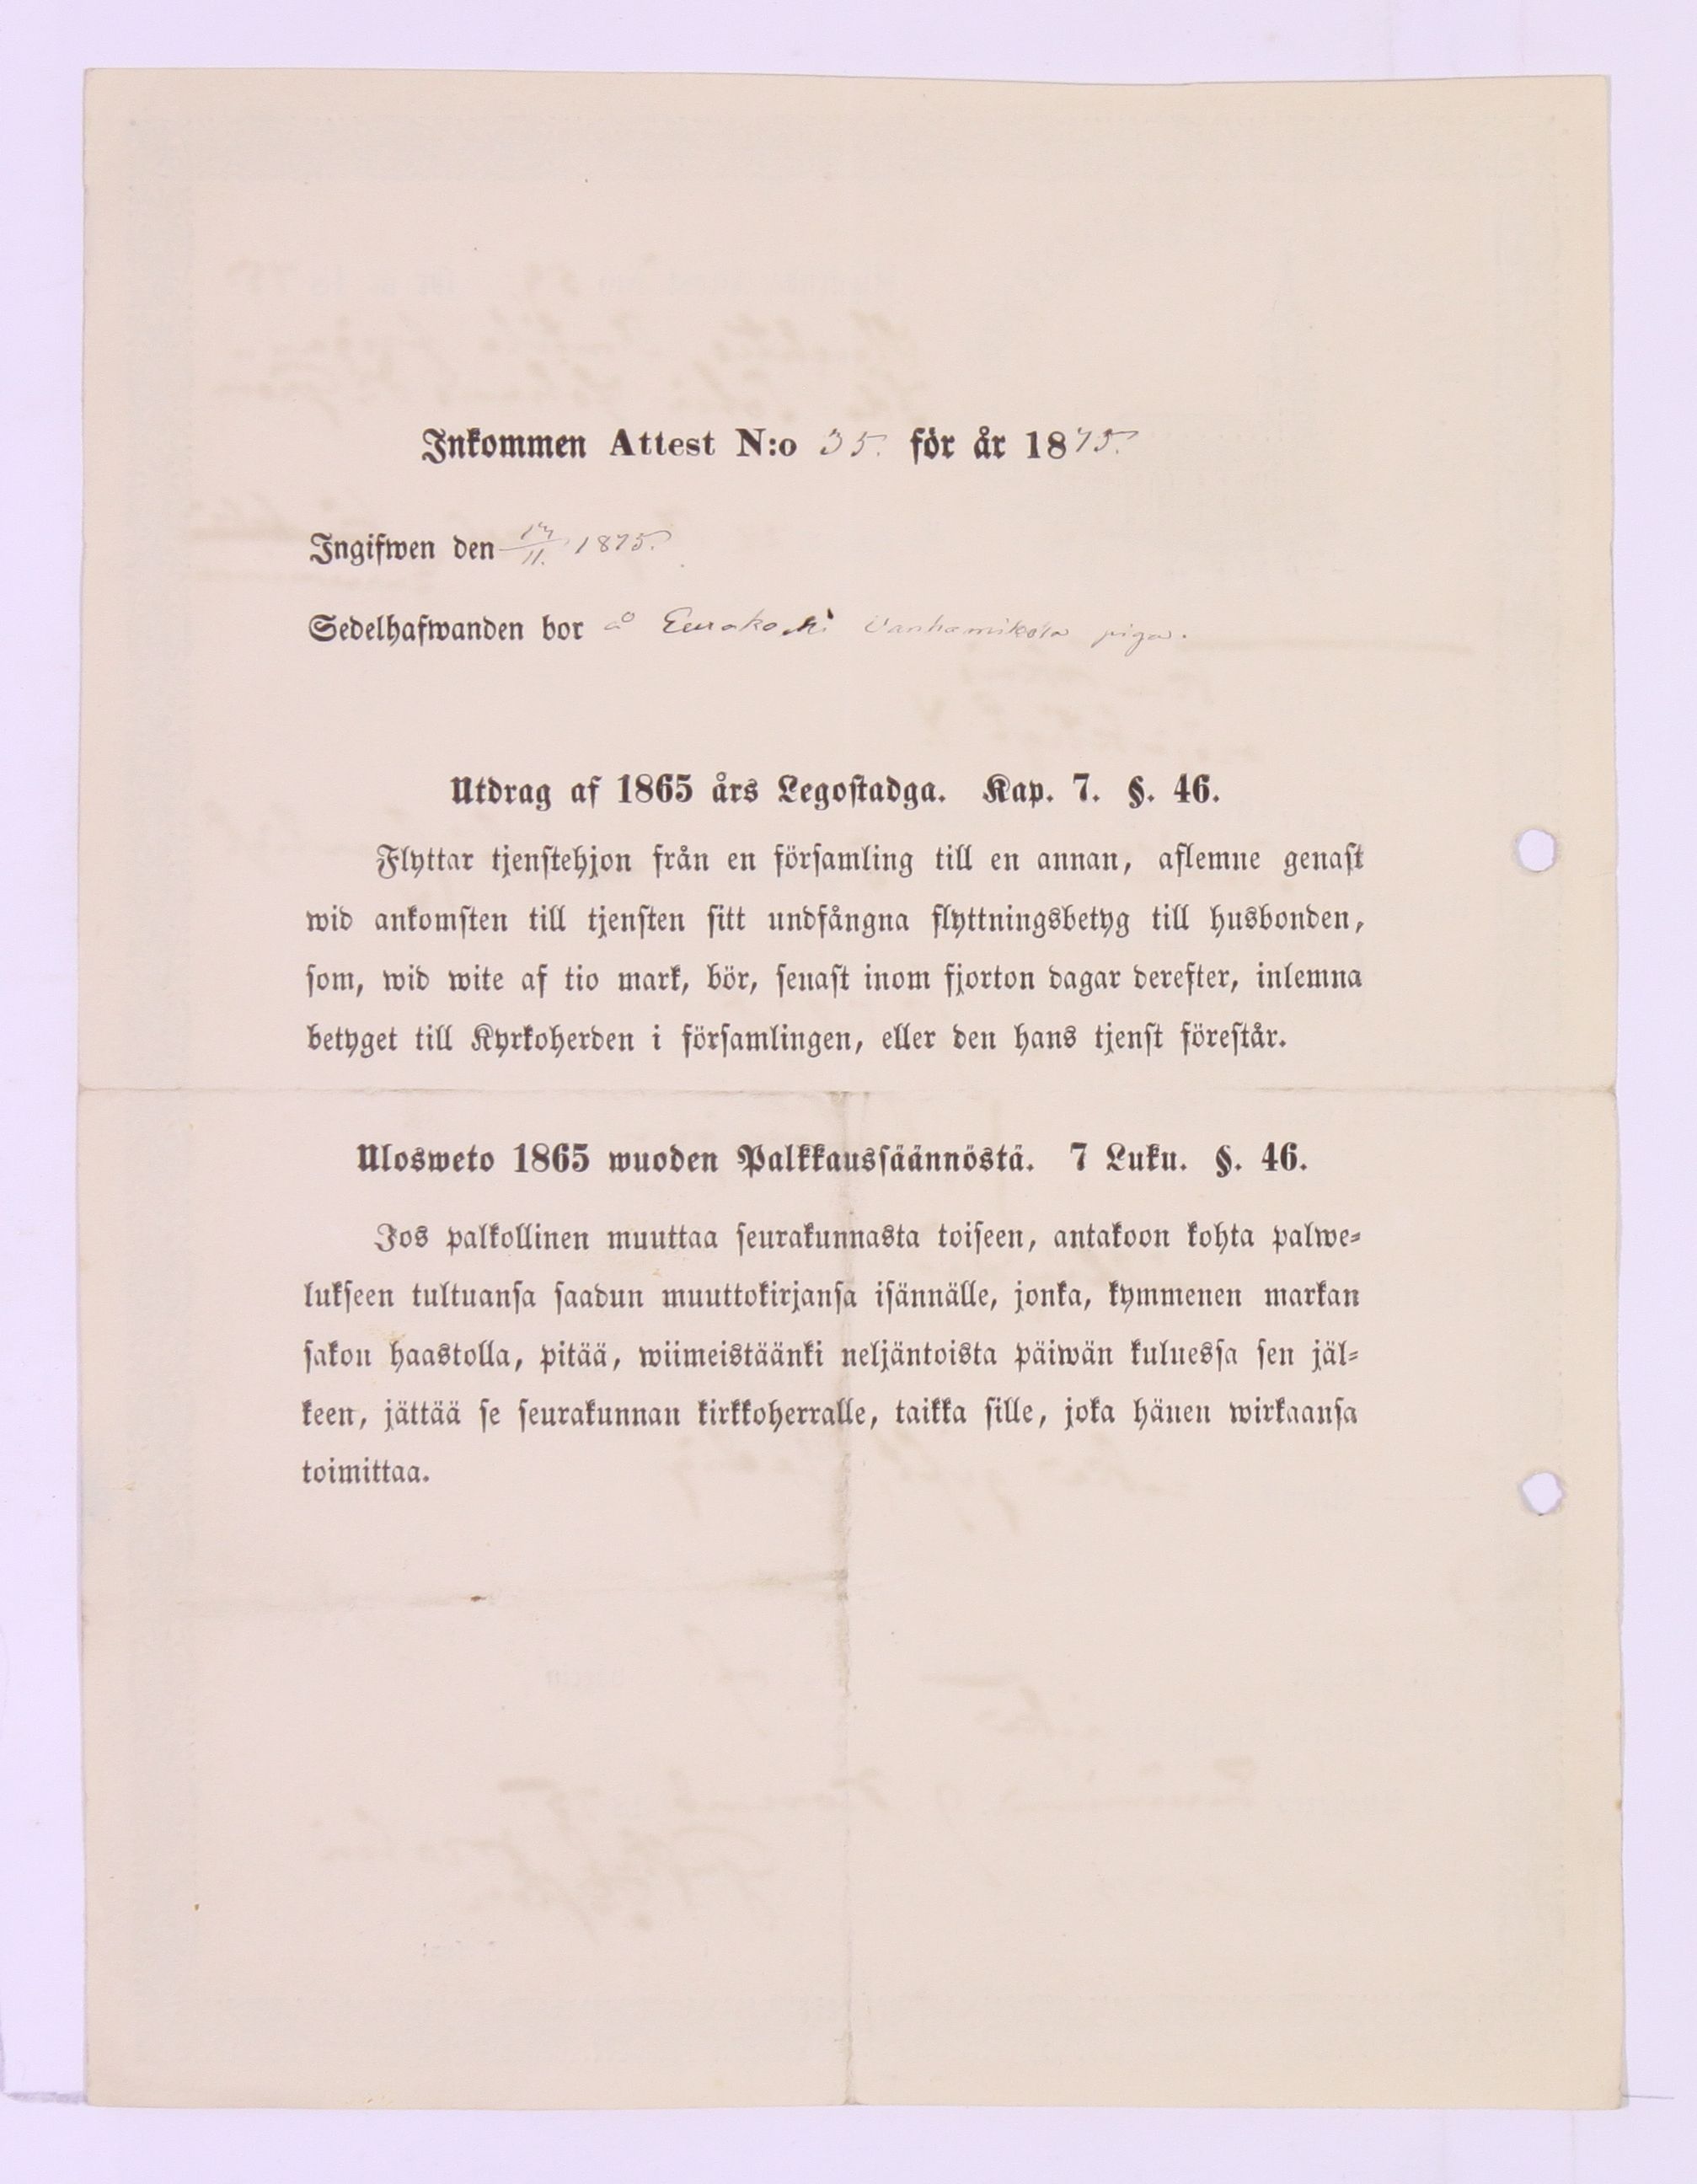 Inkommen Attest N:o 35. för år 1875.
Ingifwen den 13/11. 1875.
Sedelhafwanden bor å Eurakoski Vanhamikola piga.
Utdrag af 1865 års Legostadga. Kap. 7. §. 46.
Flyttar tjenstehjon från en församling till en annan, aflemne genast
wid ankomsten till tjensten sitt undfångna flyttningsbetyg till husbonden,
som, wid wite af tio mark, bör, senast inom fjorton dagar derefter, inlemna
betyget till Kyrkoherden i församlingen, eller den hans tjenst förestår.
Ulosweto 1865 wuoden Palkkaussäännöstä. 7 Luku. §. 46.
Jos palkollinen muuttaa seurakunnasta toiseen, antakoon kohta palwe=
lukseen tultuansa saadun muuttokirjansa isännälle, jonka, kymmenen markan
sakon haastolla, pitää, wiimeistäänki neljäntoista päiwän kuluessa sen jäl=
keen, jättää se seurakunnan kirkkoherralle, taikka sille, joka hänen wirkaansa
toimittaa.